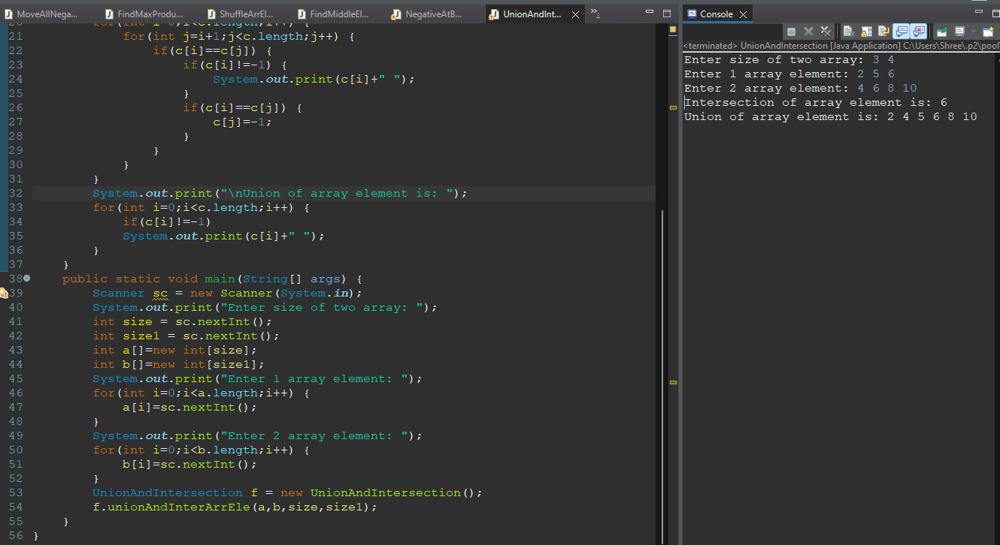 MoveAllNega...
FindMaxProdu...
ShuffleArrEl...
FindMiddleEl...
NegativeAtB...
UnionAndInt...
»4
Console
<terminated> UnionAndIntersection [Java Application] C:\Users\Shree\.p2\pool
21 for(int j=i+1;j<c.length;j++) {
22 if(c[i]==c[j]) {
23 if(c[i]!=-1) {
24 System.out.print(c[i]+" ");
25 }
26 if(c[i]==c[j]) {
27 c[j]=-1;
28 }
29 }
30 }
31 }
32 System.out.print("\nUnion of array element is: ");
33 for(int i=0;i<c.length;i++) {
34 if(c[i]!=-1)
35 System.out.print(c[i]+" ");
36 }
37 }
38 public static void main(String[] args) {
39 Scanner sc = new Scanner(System.in);
40 System.out.print("Enter size of two array: ");
41 int size = sc.nextInt();
42 int size1 = sc.nextInt();
43 int a[]=new int[size];
44 int b[]=new int[size1];
45 System.out.print("Enter 1 array element: ");
46 for(int i=0;i<a.length;i++) {
47 a[i]=sc.nextInt();
48 }
49 System.out.print("Enter 2 array element: ");
50 for(int i=0;i<b.length;i++) {
51 b[i]=sc.nextInt();
52 }
53 UnionAndIntersection f = new UnionAndIntersection();
54 f.unionAndInterArrEle(a,b,size,size1);
55 }
56 }
Enter size of two array: 3 4
Enter 1 array element: 2 5 6
Enter 2 array element: 4 6 8 10
Intersection of array element is: 6
Union of array element is: 2 4 5 6 8 10